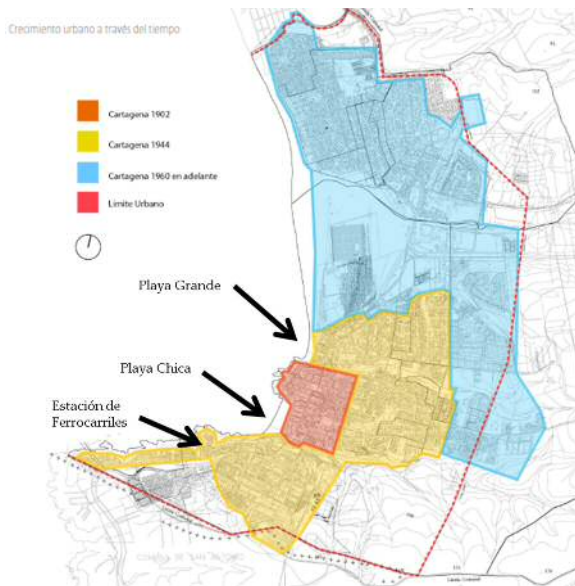 Crecimiento urbano a través del tiempo
Cartagena 1902
Cartagena 1944
Cartagena 1960 en adelante
Limite Urbano
Playa Grande
Playa Chica
Estación de
Ferrocarriles